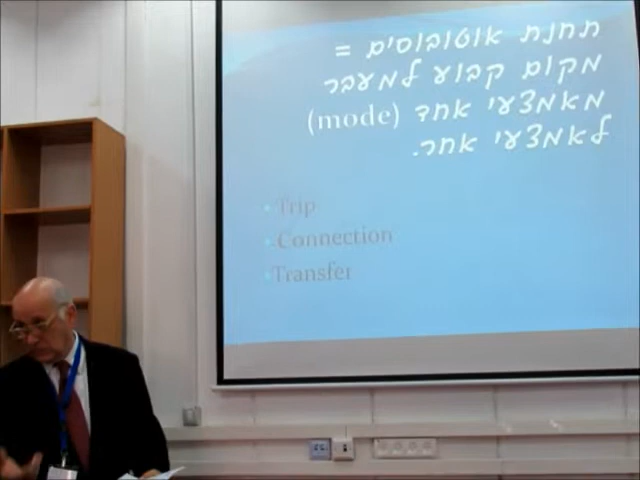 תחנת אוטובוסים =
מקום קבוע למעבר
מאמצעי אחד (mode)
לאמצעי אחר.
• Trip
• Connection
• Transfer